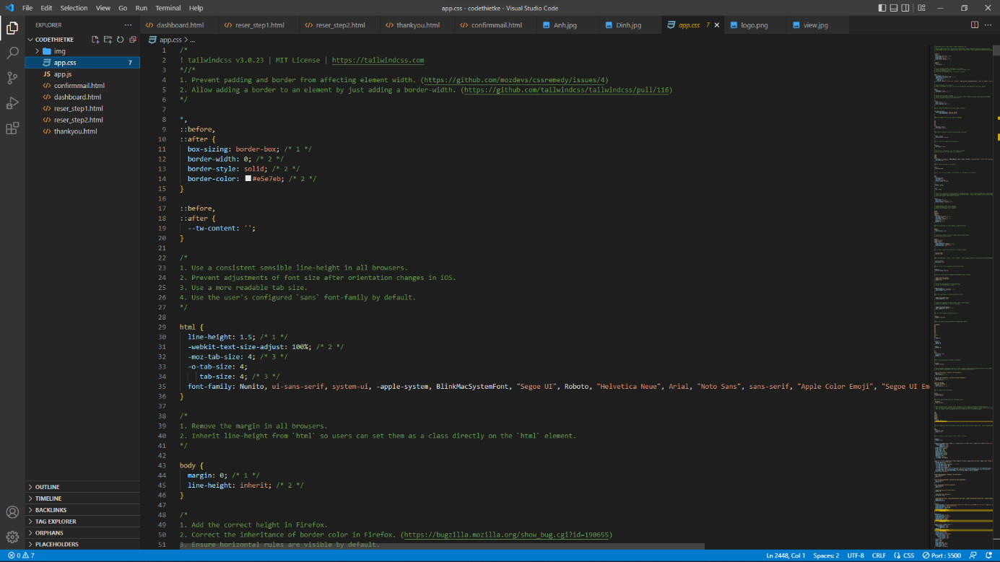 File Edit Selection View Go Run Terminal Help
app.css - codethietke - Visual Studio Code
EXPLORER
CODETHIETKE
img
app.css 7
JS app.js
confirmmail.html
dashboard.html
reser_step1.html
reser_step2.html
thankyou.html
OUTLINE
TIMELINE
BACKLINKS
TAG EXPLORER
ORPHANS
PLACEHOLDERS
dashboard.html reser_step1.html reser_step2.html thankyou.html confirmmail.html Anh.jpg Dinh.jpg app.css 7 logo.png view.jpg
app.css > ...
1 /*
2 ! tailwindcss v3.0.23 | MIT License | https://tailwindcss.com
3 *//*
4 1. Prevent padding and border from affecting element width. (https://github.com/mozdevs/cssremedy/issues/4)
5 2. Allow adding a border to an element by just adding a border-width. (https://github.com/tailwindcss/tailwindcss/pull/116)
6 */
7
8 *,
9 ::before,
10 ::after {
11 box-sizing: border-box; /* 1 */
12 border-width: 0; /* 2 */
13 border-style: solid; /* 2 */
14 border-color: #e5e7eb; /* 2 */
15 }
16
17 ::before,
18 ::after {
19 --tw-content: '';
20 }
21
22 /*
23 1. Use a consistent sensible line-height in all browsers.
24 2. Prevent adjustments of font size after orientation changes in iOS.
25 3. Use a more readable tab size.
26 4. Use the user's configured `sans` font-family by default.
27 */
28
29 html {
30 line-height: 1.5; /* 1 */
31 -webkit-text-size-adjust: 100%; /* 2 */
32 -moz-tab-size: 4; /* 3 */
33 -o-tab-size: 4;
34 tab-size: 4; /* 3 */
35 font-family: Nunito, ui-sans-serif, system-ui, -apple-system, BlinkMacSystemFont, "Segoe UI", Roboto, "Helvetica Neue", Arial, "Noto Sans", sans-serif, "Apple Color Emoji", "Segoe UI Emo
36 }
37
38 /*
39 1. Remove the margin in all browsers.
40 2. Inherit line-height from `html` so users can set them as a class directly on the `html` element.
41 */
42
43 body {
44 margin: 0; /* 1 */
45 line-height: inherit; /* 2 */
46 }
47
48 /*
49 1. Add the correct height in Firefox.
50 2. Correct the inheritance of border color in Firefox. (https://bugzilla.mozilla.org/show_bug.cgi?id=190655)
51 3. Ensure horizontal rules are visible by default.
0 7
Ln 2448, Col 1 Spaces: 2 UTF-8 CRLF CSS Port : 5500